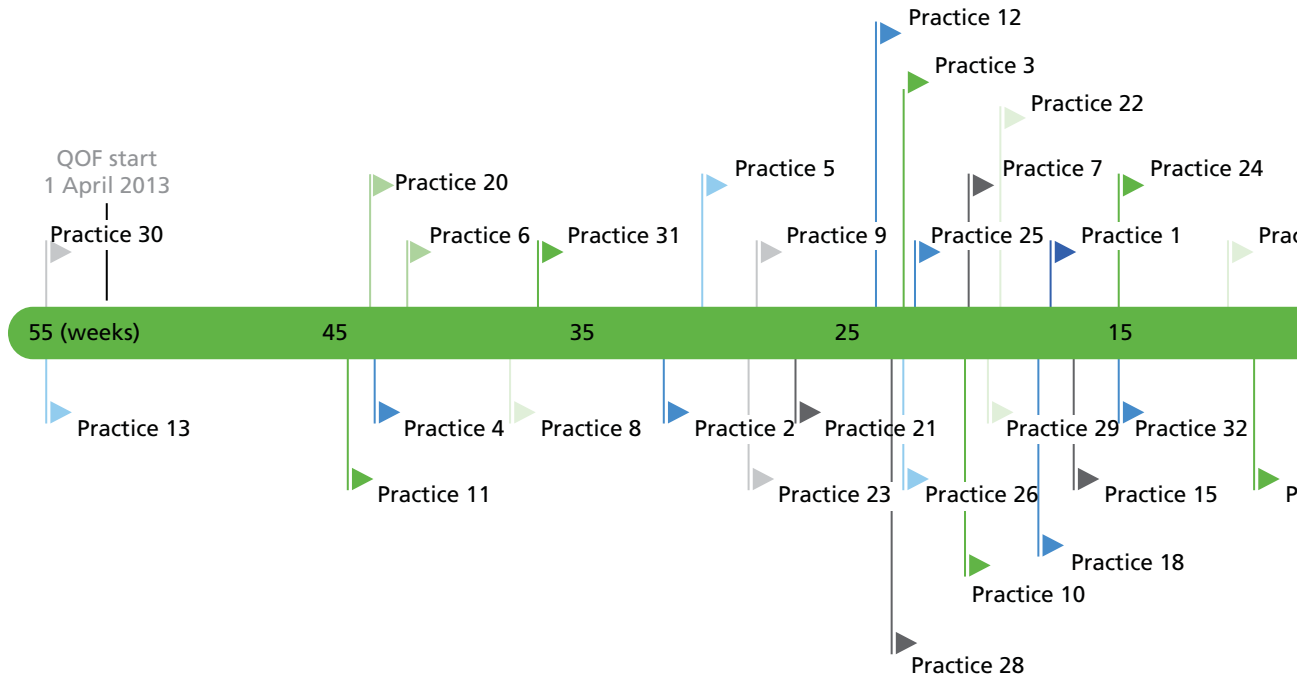 Practice 12
Practice 3
Practice 22
QOF start
1 April 2013
Practice 20
Practice 5
Practice 7
Practice 24
Practice 30
Practice 6
Practice 31
Practice 9
Practice 25
Practice 1
Prac
55 (weeks)
45
35
25
15
Practice 13
Practice 4
Practice 8
Practice 2
Practice 21
Practice 29
Practice 32
Practice 11
Practice 23
Practice 26
Practice 15
P
Practice 18
Practice 10
Practice 28